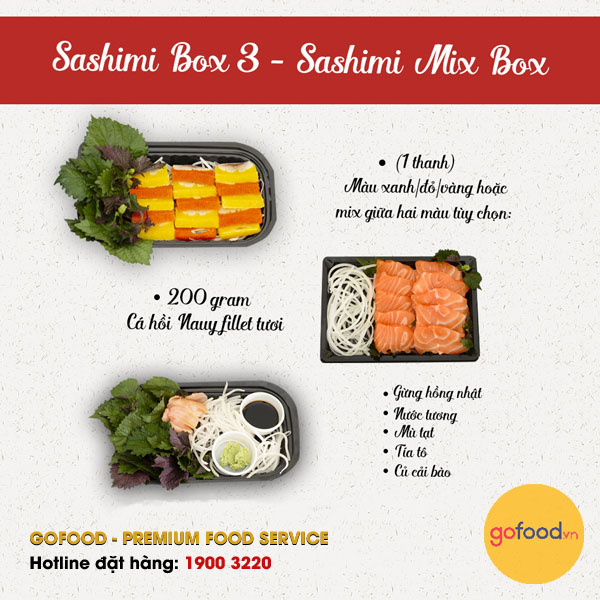 Sashimi Box 3 - Sashimi Mix Box
• (1 thanh)
Màu xanh/đỏ/vàng hoặc
mix giữa hai màu tùy chọn:
• 200 gram
Cá hồi Nauy fillet tươi
• Gừng hồng nhật
• Nước tương
• Mù tạt
• Tía tô
• Củ cải bào
GOFOOD - PREMIUM FOOD SERVICE
Hotline đặt hàng: 1900 3220
gofood.vn